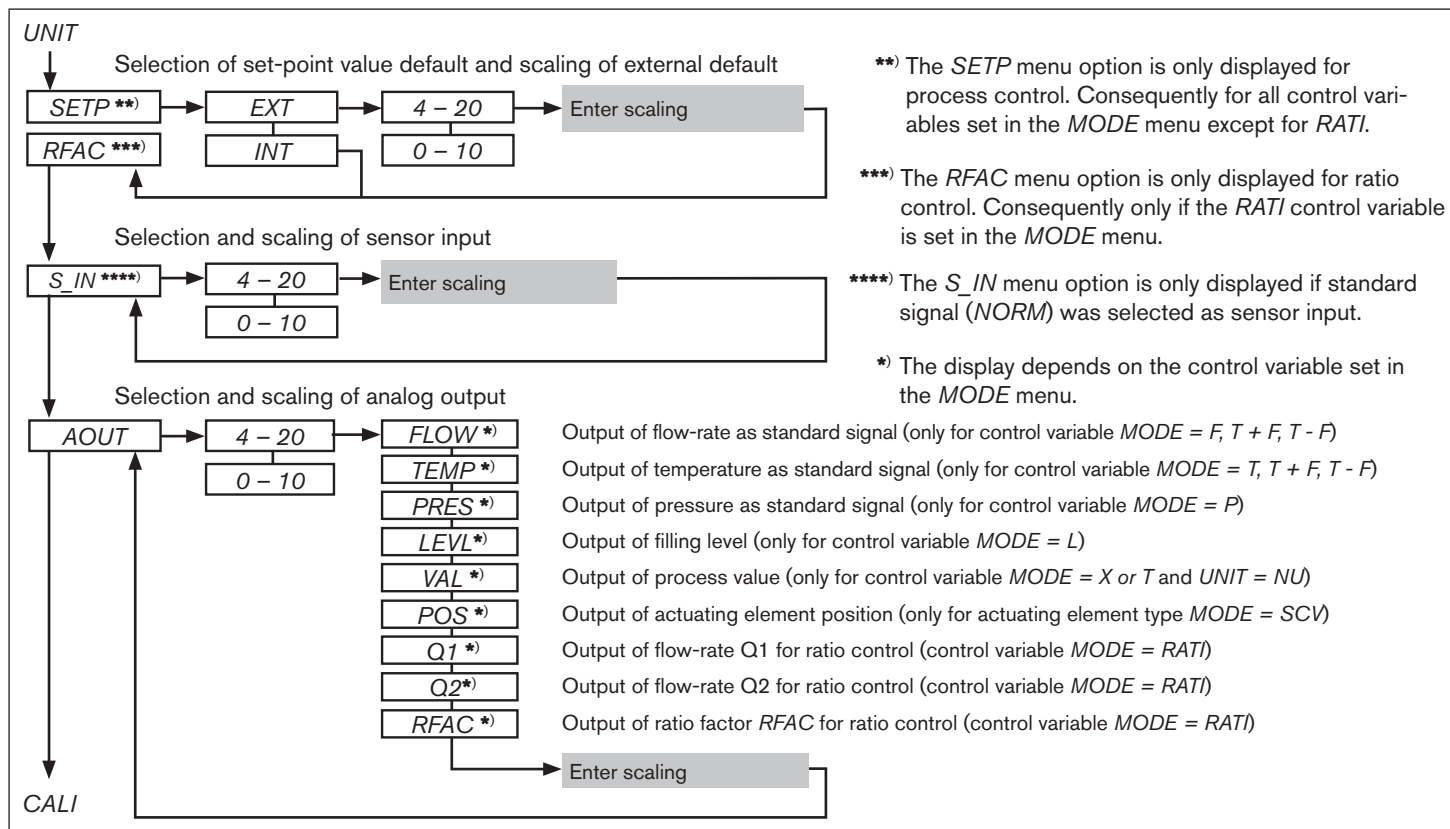 UNIT
Selection of set-point value default and scaling of external default
SETP **)
EXT
4 – 20
Enter scaling
RFAC ***)
INT
0 – 10
Selection and scaling of sensor input
S_IN ****)
4 – 20
Enter scaling
0 – 10
Selection and scaling of analog output
AOUT
4 – 20
0 – 10
FLOW *)
Output of flow-rate as standard signal (only for control variable MODE = F, T + F, T - F)
TEMP *)
Output of temperature as standard signal (only for control variable MODE = T, T + F, T - F)
PRES *)
Output of pressure as standard signal (only for control variable MODE = P)
LEVL*)
Output of filling level (only for control variable MODE = L)
VAL *)
Output of process value (only for control variable MODE = X or T and UNIT = NU)
POS *)
Output of actuating element position (only for actuating element type MODE = SCV)
Q1 *)
Output of flow-rate Q1 for ratio control (control variable MODE = RATI)
Q2*)
Output of flow-rate Q2 for ratio control (control variable MODE = RATI)
RFAC *)
Output of ratio factor RFAC for ratio control (control variable MODE = RATI)
Enter scaling
CALI
**) The SETP menu option is only displayed for
process control. Consequently for all control vari-
ables set in the MODE menu except for RATI.
***) The RFAC menu option is only displayed for ratio
control. Consequently only if the RATI control variable
is set in the MODE menu.
****) The S_IN menu option is only displayed if standard
signal (NORM) was selected as sensor input.
*) The display depends on the control variable set in
the MODE menu.